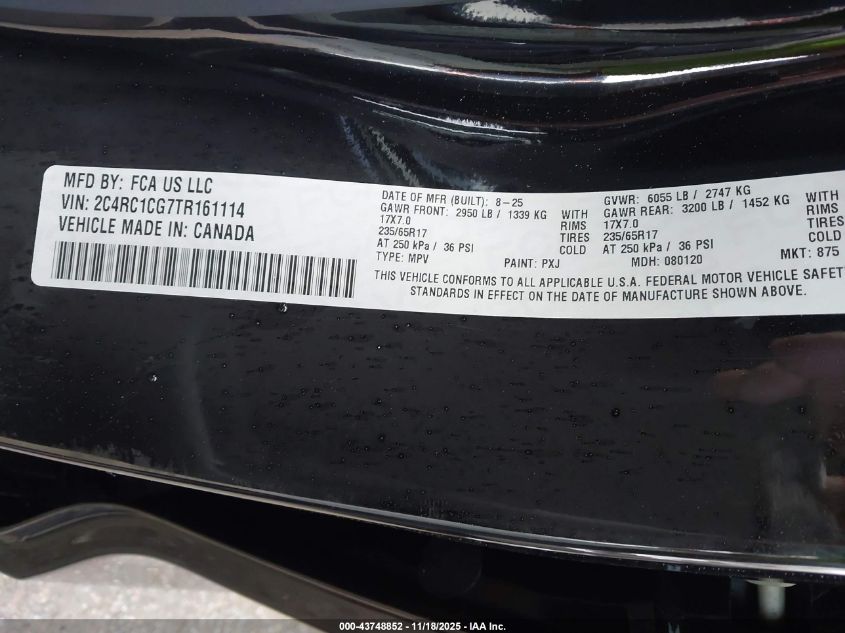 MFD BY: FCA US LLC
VIN: 2C4RC1CG7TR161114
VEHICLE MADE IN: CANADA
DATE OF MFR (BUILT): 8-25
GVWR: 6055 LB / 2747 KG
GAWR FRONT: 2950 LB / 1339 KG WITH GAWR REAR: 3200 LB / 1452 KG WITH
17X7.0 RIMS 17X7.0 RIMS
235/65R17 TIRES 235/65R17 TIRES
AT 250 kPa / 36 PSI COLD AT 250 kPa / 36 PSI COLD
TYPE: MPV PAINT: PXJ MDH: 080120 MKT: 875
THIS VEHICLE CONFORMS TO ALL APPLICABLE U.S.A. FEDERAL MOTOR VEHICLE SAFETY
STANDARDS IN EFFECT ON THE DATE OF MANUFACTURE SHOWN ABOVE.
000-43748852 - 11/18/2025 - IAA Inc.